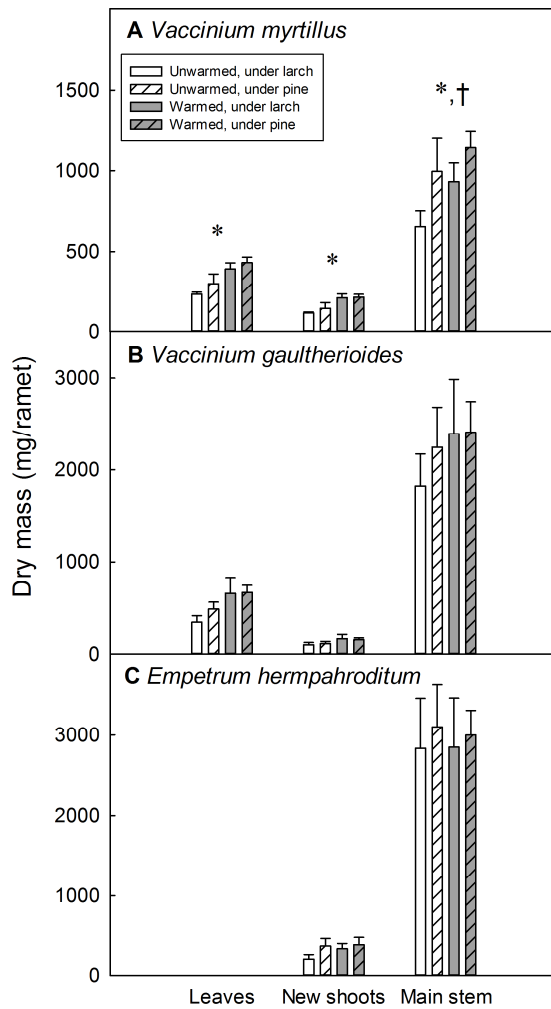 A Vaccinium myrtillus
Unwarmed, under larch
Unwarmed, under pine
Warmed, under larch
Warmed, under pine
1500
1000
500
0
*
*
*,†
B Vaccinium gaultherioides
3000
2000
1000
0
Dry mass (mg/ramet)
C Empetrum hermpahroditum
3000
2000
1000
0
Leaves New shoots Main stem